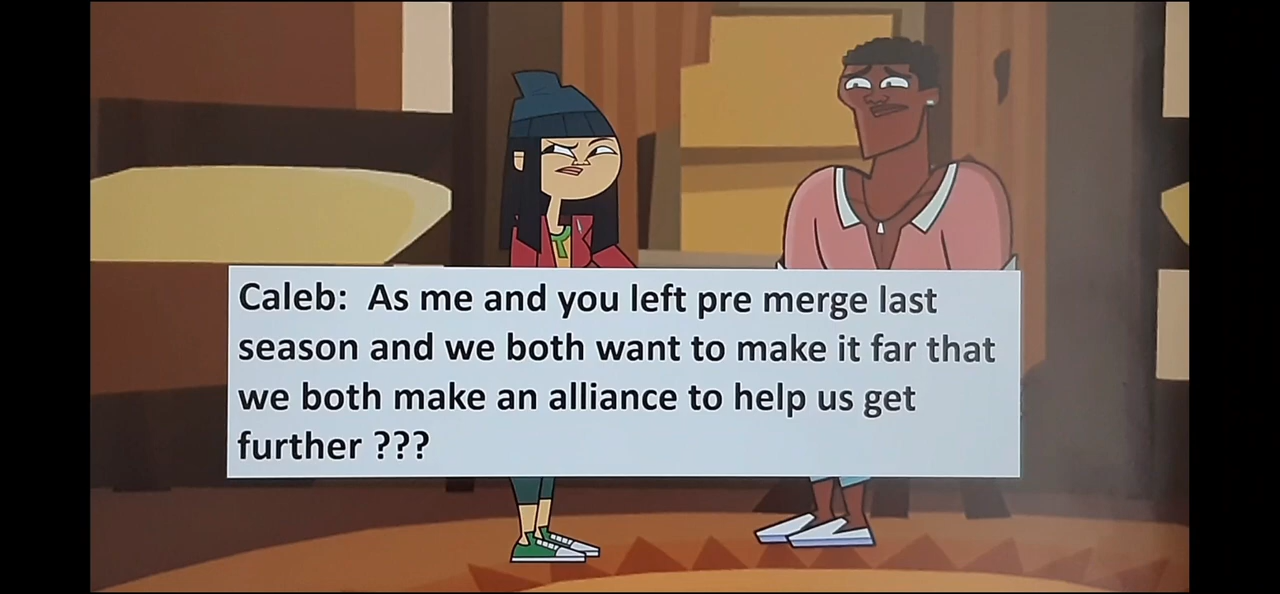 Caleb:  As me and you left pre merge last
season and we both want to make it far that
we both make an alliance to help us get
further ???